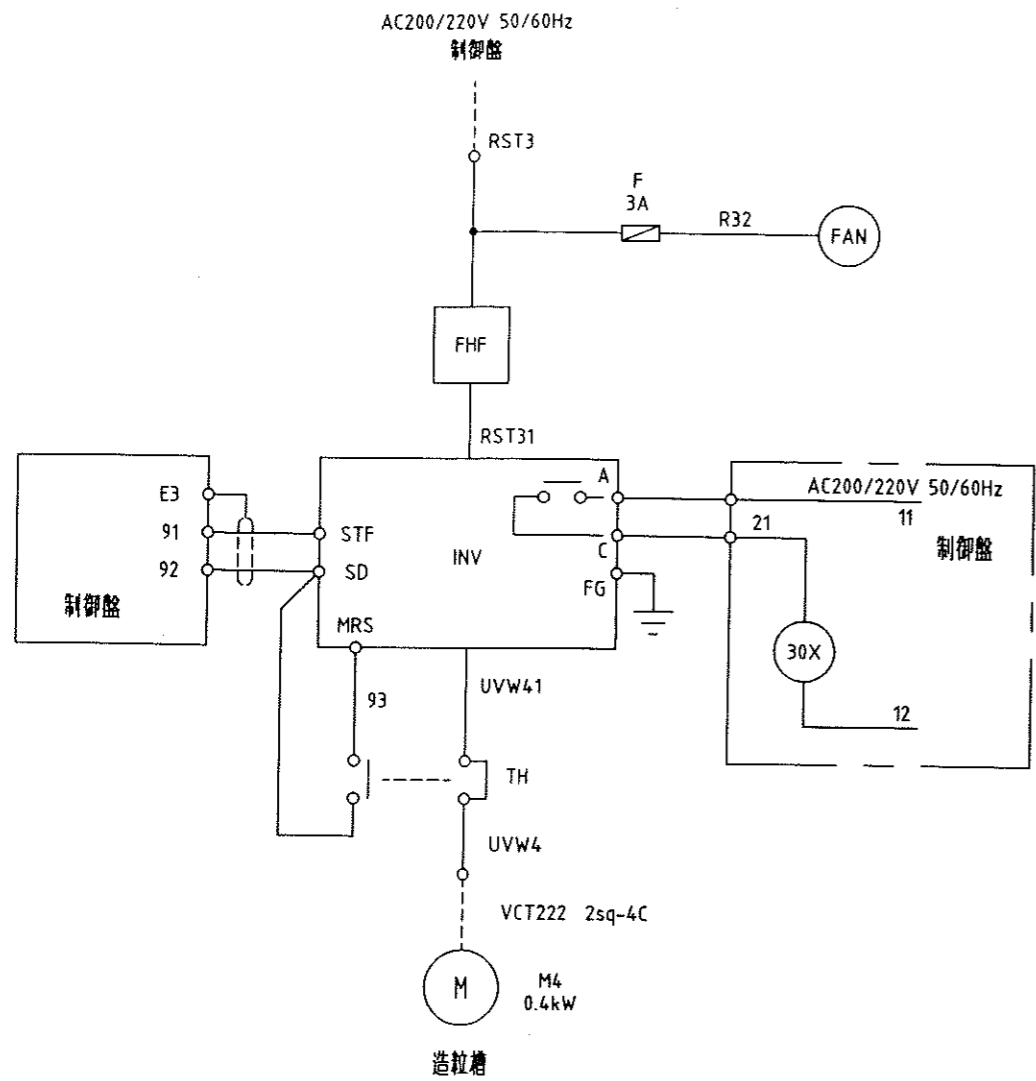 AC200/220V 50/60Hz
制御盤
RST3
F
3A
R32
FAN
FHF
RST31
E3
91
92
制御盤
STF
SD
MRS
INV
A
C
FG
AC200/220V 50/60Hz
11
21
制御盤
30X
12
93
UVW41
TH
UVW4
VCT222 2sq-4C
M
M4
0.4kW
造粒槽